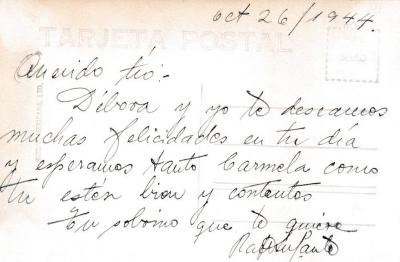 oct 26/1944.
TARJETA POSTAL
Querido tío:-
Débora y yo te deseamos
muchas felicidades en tu día
y esperamos tanto Carmela como
tu estén bien y contentos
Tu sobrino que te quiere